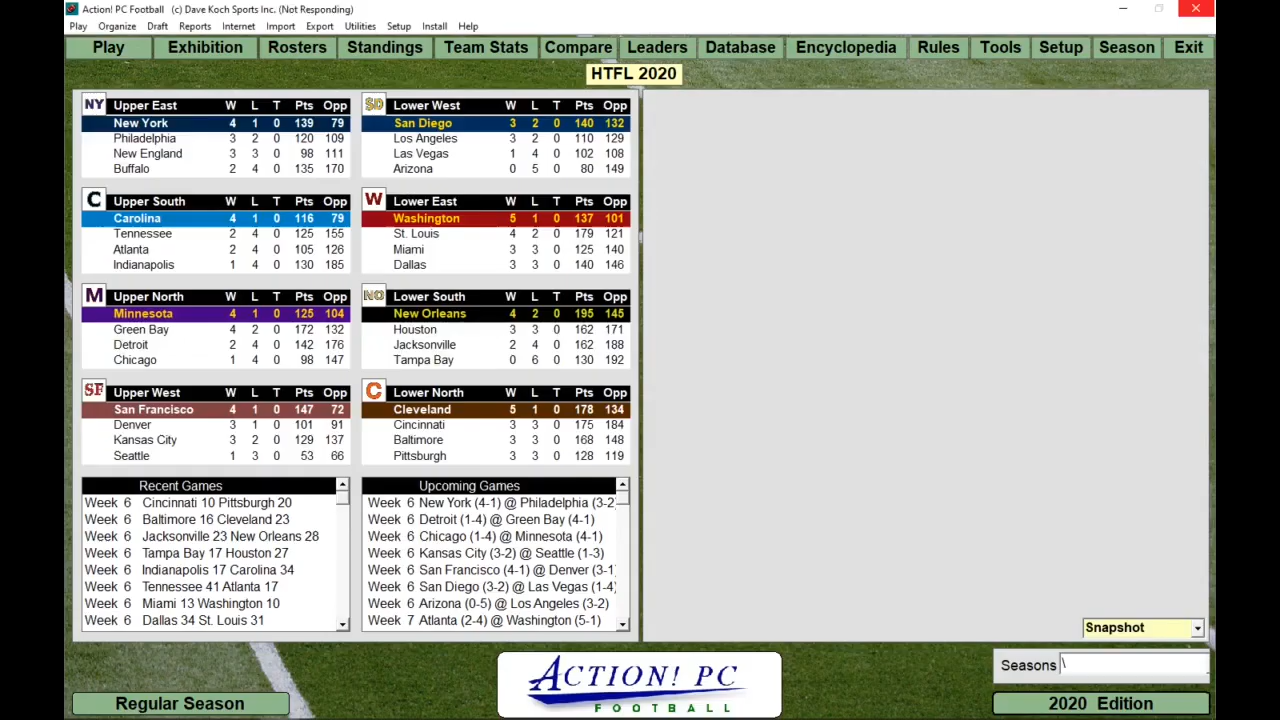 Action! PC Football (c) Dave Koch Sports Inc. (Not Responding)
Play Organize Draft Reports Internet Import Export Utilities Setup Install Help
Play Exhibition Rosters Standings Team Stats Compare Leaders Database Encyclopedia Rules Tools Setup Season Exit
HTFL 2020
NY Upper East W L T Pts Opp
New York 4 1 0 139 79
Philadelphia 3 2 0 120 109
New England 3 3 0 98 111
Buffalo 2 4 0 135 170
C Upper South W L T Pts Opp
Carolina 4 1 0 116 79
Tennessee 2 4 0 125 155
Atlanta 2 4 0 105 126
Indianapolis 1 4 0 130 185
M Upper North W L T Pts Opp
Minnesota 4 1 0 125 104
Green Bay 4 2 0 172 132
Detroit 2 4 0 142 176
Chicago 1 4 0 98 147
SF Upper West W L T Pts Opp
San Francisco 4 1 0 147 72
Denver 3 1 0 101 91
Kansas City 3 2 0 129 137
Seattle 1 3 0 53 66
SD Lower West W L T Pts Opp
San Diego 3 2 0 140 132
Los Angeles 3 2 0 110 129
Las Vegas 1 4 0 102 108
Arizona 0 5 0 80 149
W Lower East W L T Pts Opp
Washington 5 1 0 137 101
St. Louis 4 2 0 179 121
Miami 3 3 0 125 140
Dallas 3 3 0 140 146
NO Lower South W L T Pts Opp
New Orleans 4 2 0 195 145
Houston 3 3 0 162 171
Jacksonville 2 4 0 162 188
Tampa Bay 0 6 0 130 192
C Lower North W L T Pts Opp
Cleveland 5 1 0 178 134
Cincinnati 3 3 0 175 184
Baltimore 3 3 0 168 148
Pittsburgh 3 3 0 128 119
Recent Games
Week 6 Cincinnati 10 Pittsburgh 20
Week 6 Baltimore 16 Cleveland 23
Week 6 Jacksonville 23 New Orleans 28
Week 6 Tampa Bay 17 Houston 27
Week 6 Indianapolis 17 Carolina 34
Week 6 Tennessee 41 Atlanta 17
Week 6 Miami 13 Washington 10
Week 6 Dallas 34 St. Louis 31
Upcoming Games
Week 6 New York (4-1) @ Philadelphia (3-2
Week 6 Detroit (1-4) @ Green Bay (4-1)
Week 6 Chicago (1-4) @ Minnesota (4-1)
Week 6 Kansas City (3-2) @ Seattle (1-3)
Week 6 San Francisco (4-1) @ Denver (3-1
Week 6 San Diego (3-2) @ Las Vegas (1-4
Week 6 Arizona (0-5) @ Los Angeles (3-2)
Week 7 Atlanta (2-4) @ Washington (5-1)
Snapshot
Seasons \
Regular Season
ACTION! PC
FOOTBALL
2020 Edition